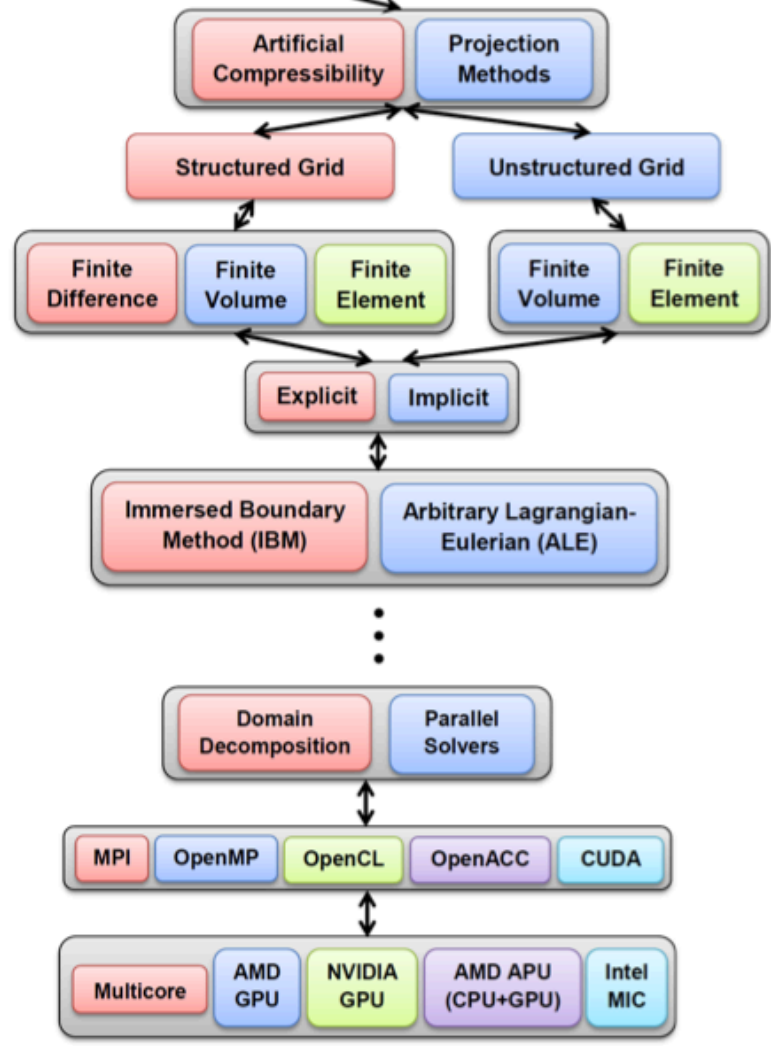 Artificial
Compressibility
Projection
Methods
Structured Grid
Unstructured Grid
Finite
Difference
Finite
Volume
Finite
Element
Finite
Volume
Finite
Element
Explicit
Implicit
Immersed Boundary
Method (IBM)
Arbitrary Lagrangian-
Eulerian (ALE)
Domain
Decomposition
Parallel
Solvers
MPI
OpenMP
OpenCL
OpenACC
CUDA
Multicore
AMD
GPU
NVIDIA
GPU
AMD APU
(CPU+GPU)
Intel
MIC